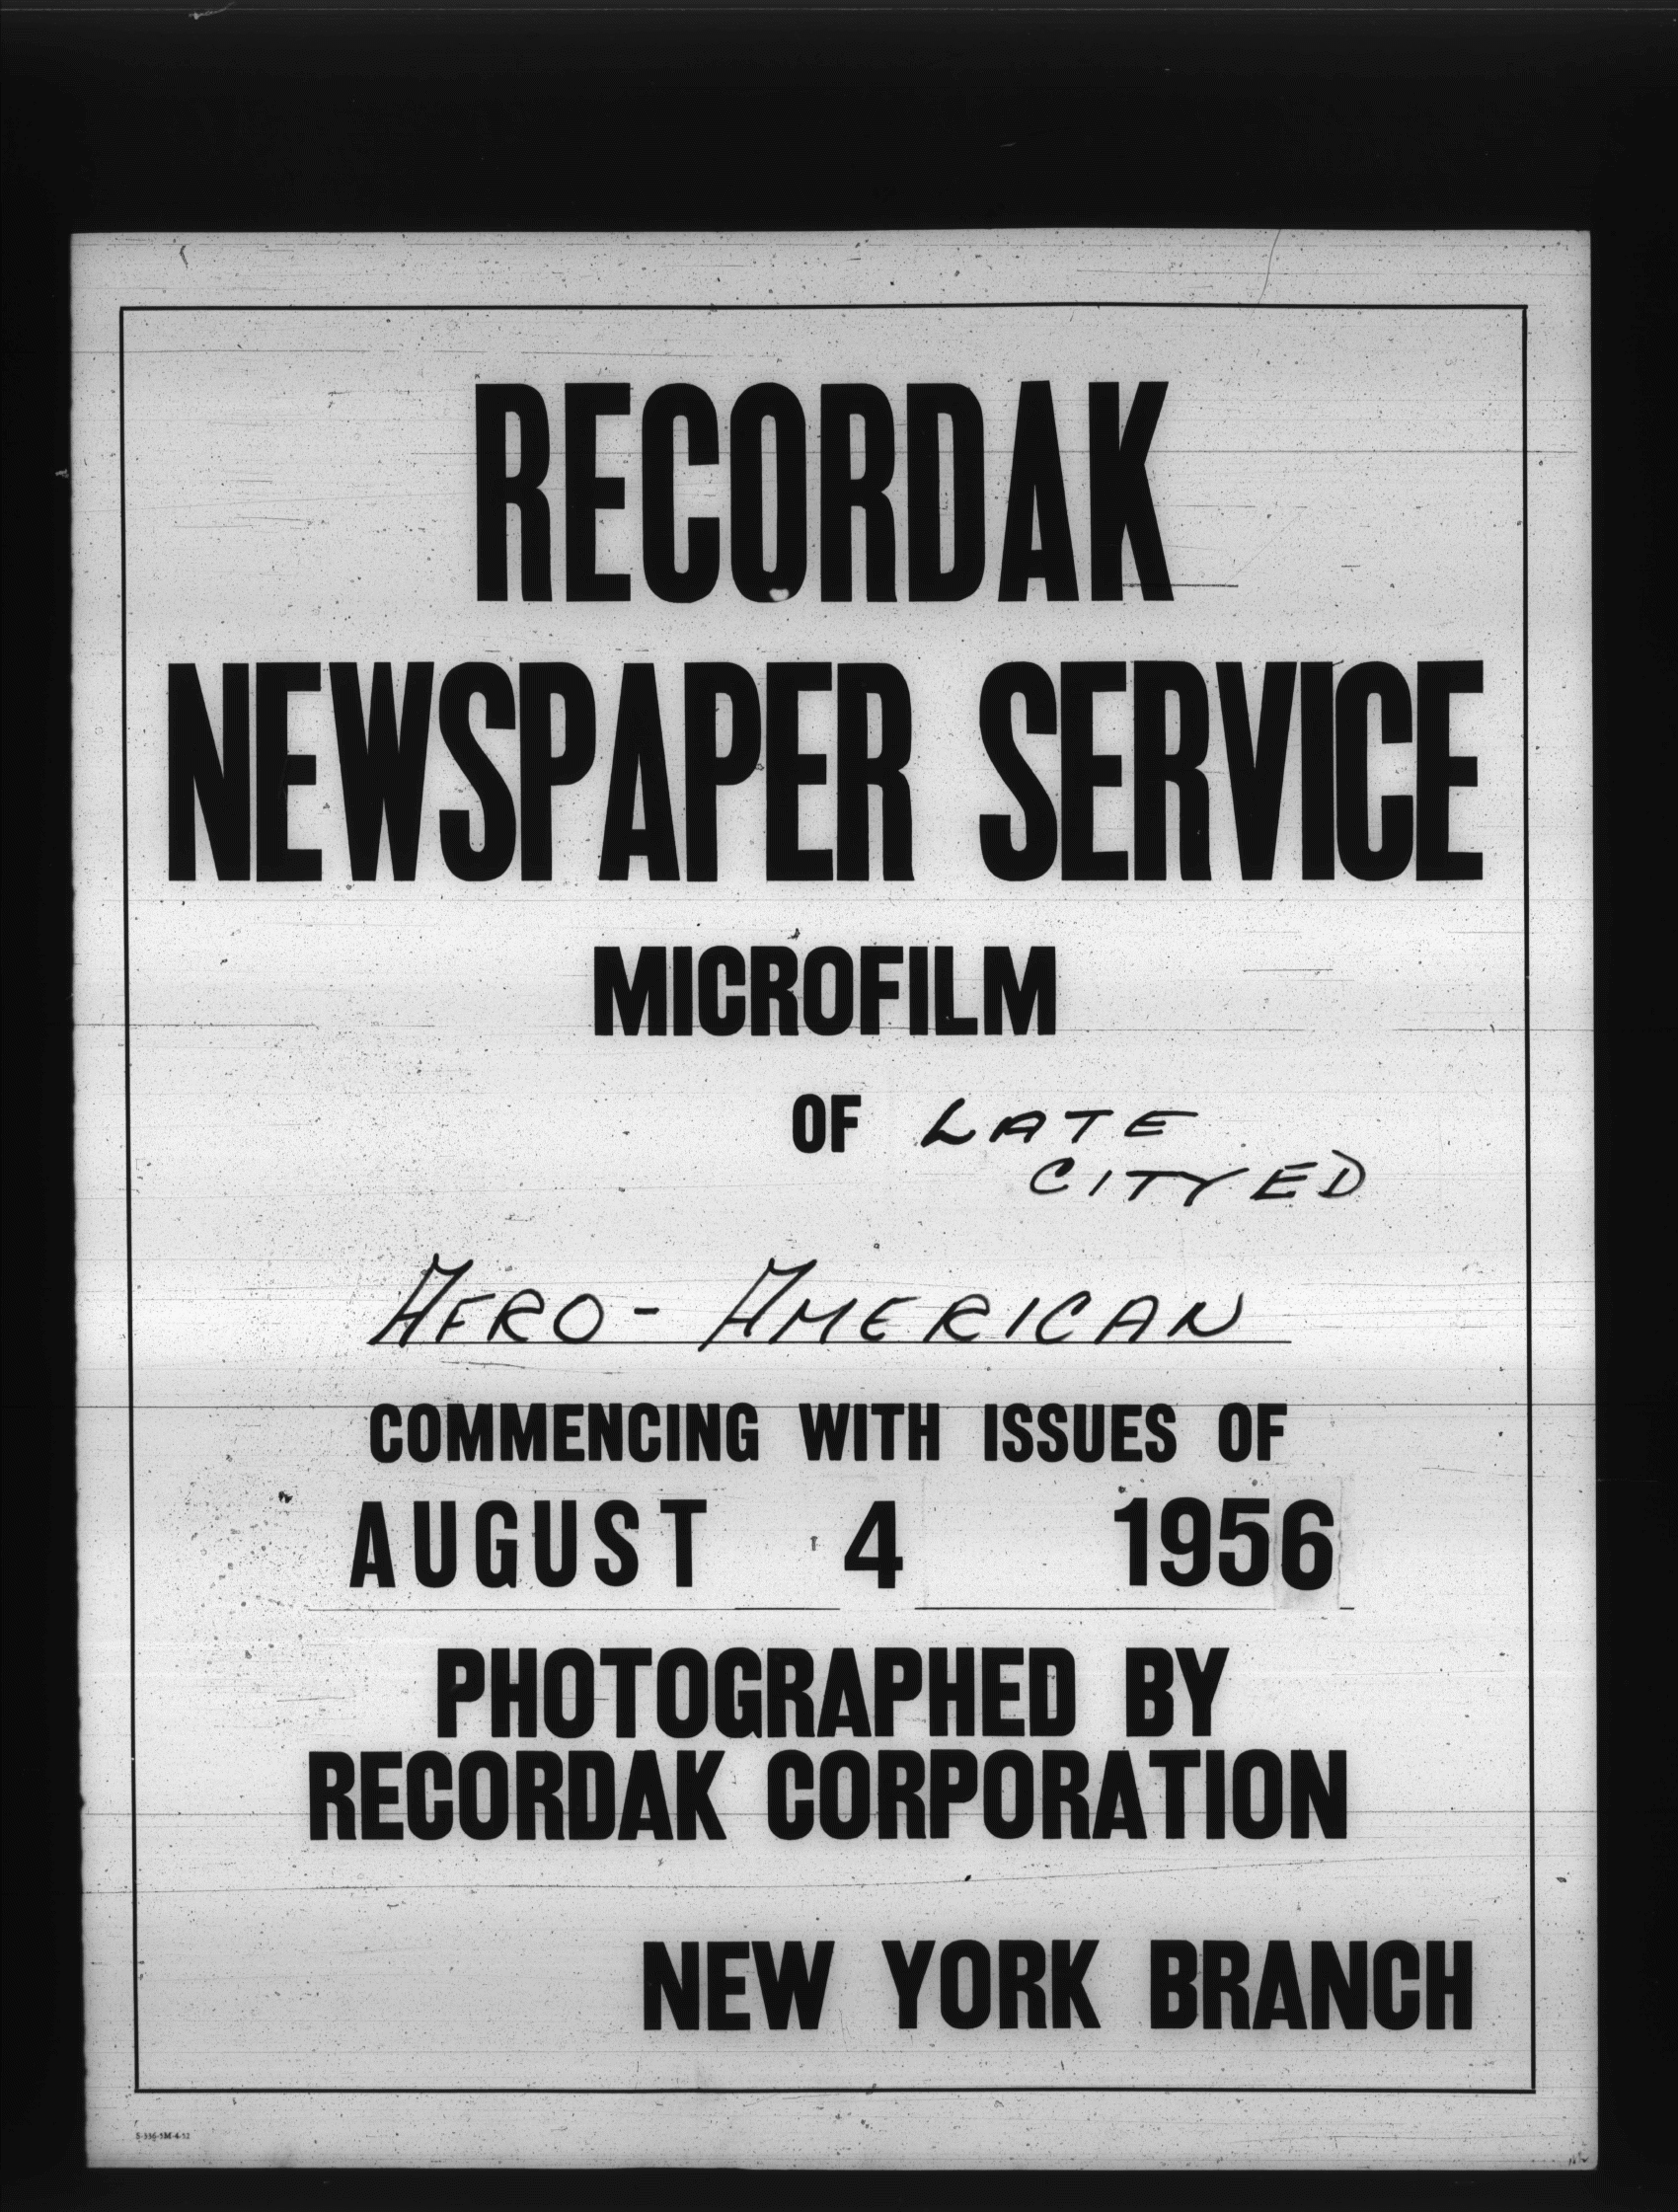 RECORDAK
NEWSPAPER SERVICE
MICROFILM
OF LATE
CITY ED
AFRO-AMERICAN
COMMENCING WITH ISSUES OF
AUGUST 4 1956
PHOTOGRAPHED BY
RECORDAK CORPORATION
NEW YORK BRANCH